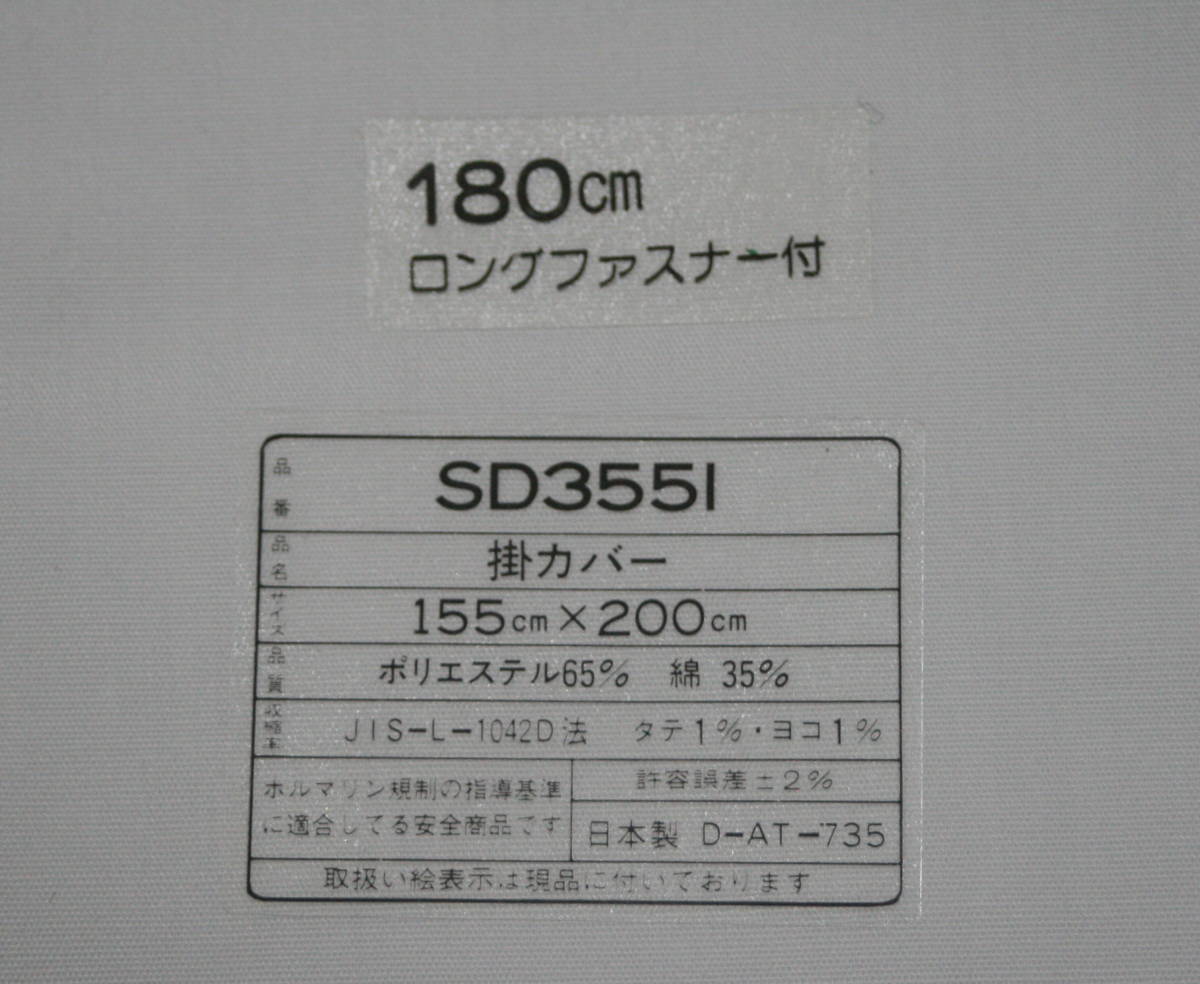 180cm
ロングファスナー付
品番 SD3551
品名 掛カバー
サイズ 155cm×200cm
品質 ポリエステル65% 綿 35%
収縮率 JIS-L-1042D法 タテ1%・ヨコ1%
ホルマリン規制の指導基準
に適合してる安全商品です
許容誤差±2%
日本製 D-AT-735
取扱い絵表示は現品に付いております